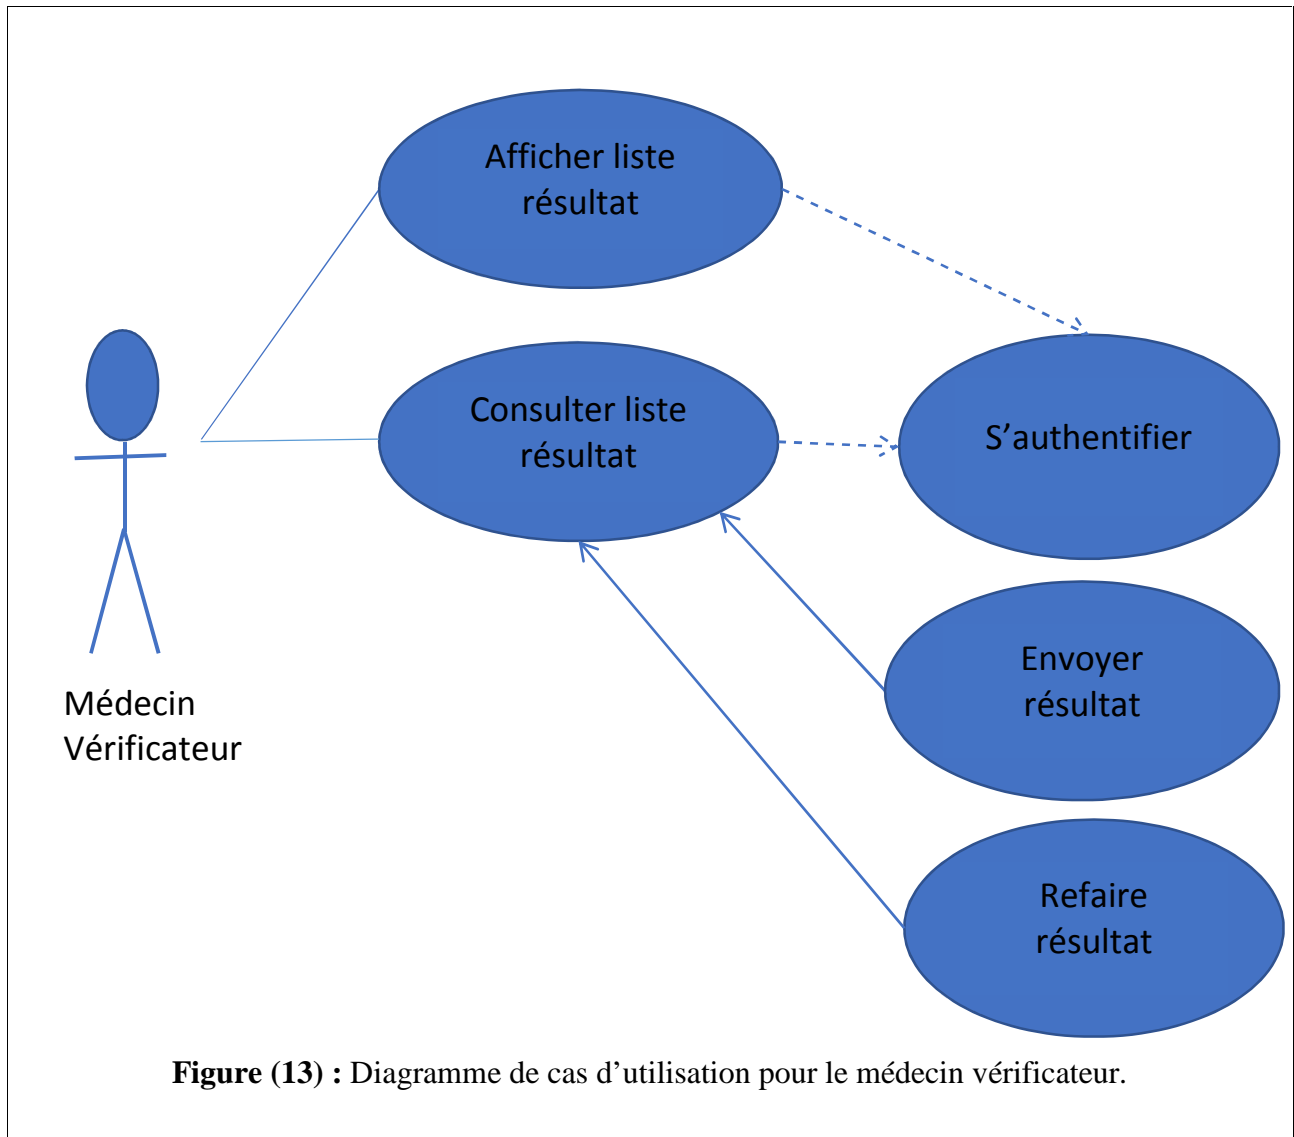 Afficher liste
résultat
Consulter liste
résultat
S’authentifier
Envoyer
résultat
Médecin
Vérificateur
Refaire
résultat
Figure (13) : Diagramme de cas d’utilisation pour le médecin vérificateur.